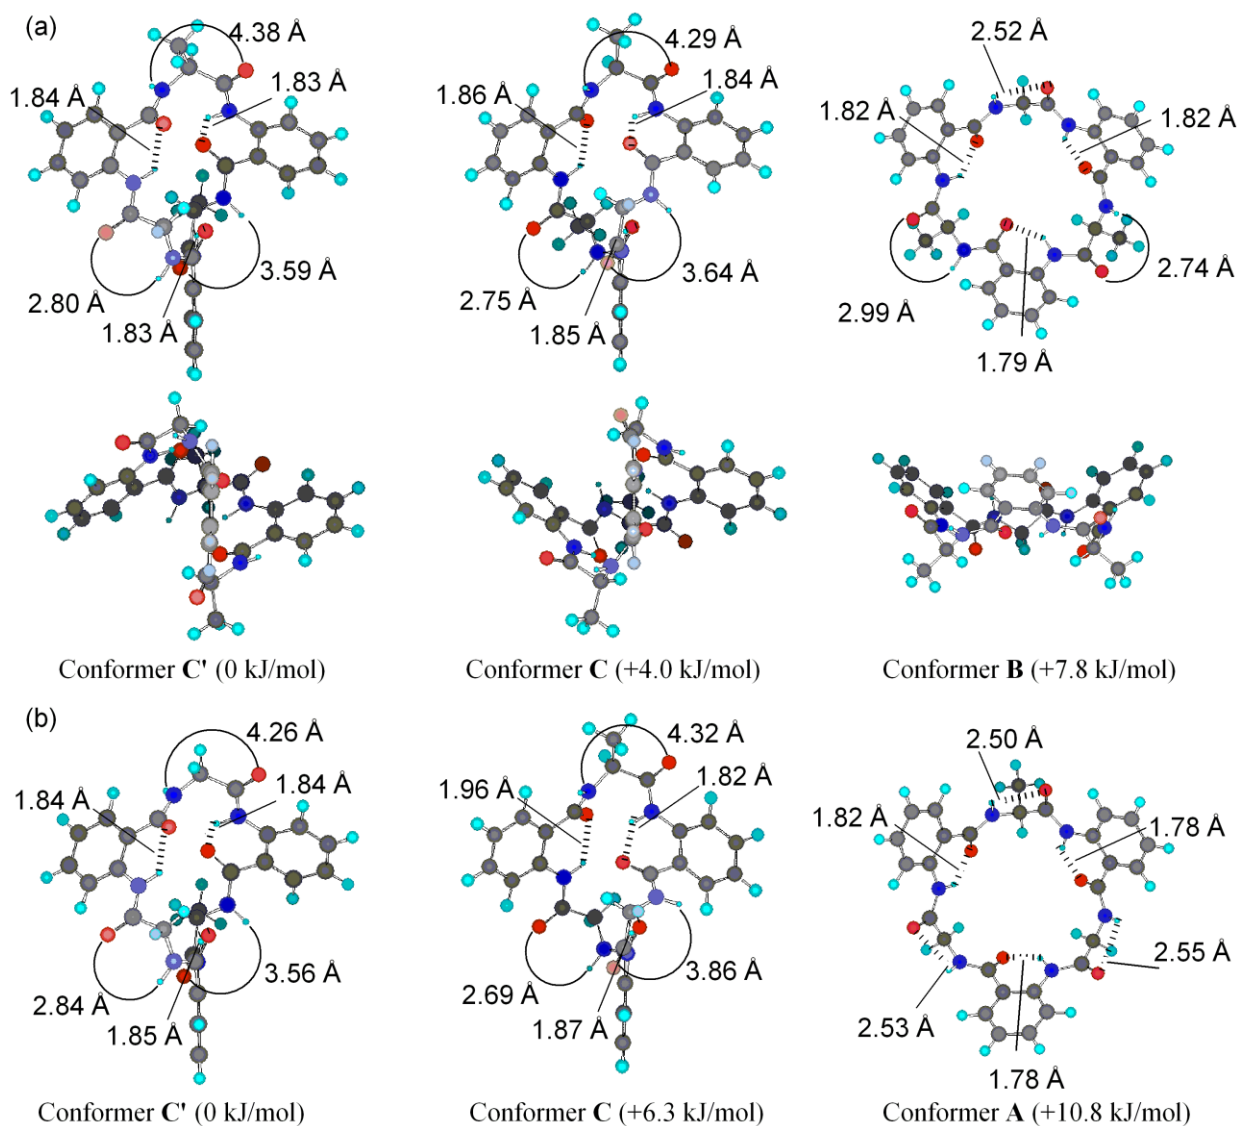 (a)
4.38 Å
1.83 Å
1.84 Å
2.80 Å
3.59 Å
1.83 Å
4.29 Å
1.84 Å
1.86 Å
2.75 Å
3.64 Å
1.85 Å
2.52 Å
1.82 Å
1.82 Å
2.99 Å
2.74 Å
1.79 Å
Conformer C' (0 kJ/mol)
Conformer C (+4.0 kJ/mol)
Conformer B (+7.8 kJ/mol)
(b)
4.26 Å
1.84 Å
1.84 Å
2.84 Å
3.56 Å
1.85 Å
4.32 Å
1.82 Å
1.96 Å
2.69 Å
3.86 Å
1.87 Å
2.50 Å
1.82 Å
1.78 Å
2.55 Å
2.53 Å
1.78 Å
Conformer C' (0 kJ/mol)
Conformer C (+6.3 kJ/mol)
Conformer A (+10.8 kJ/mol)